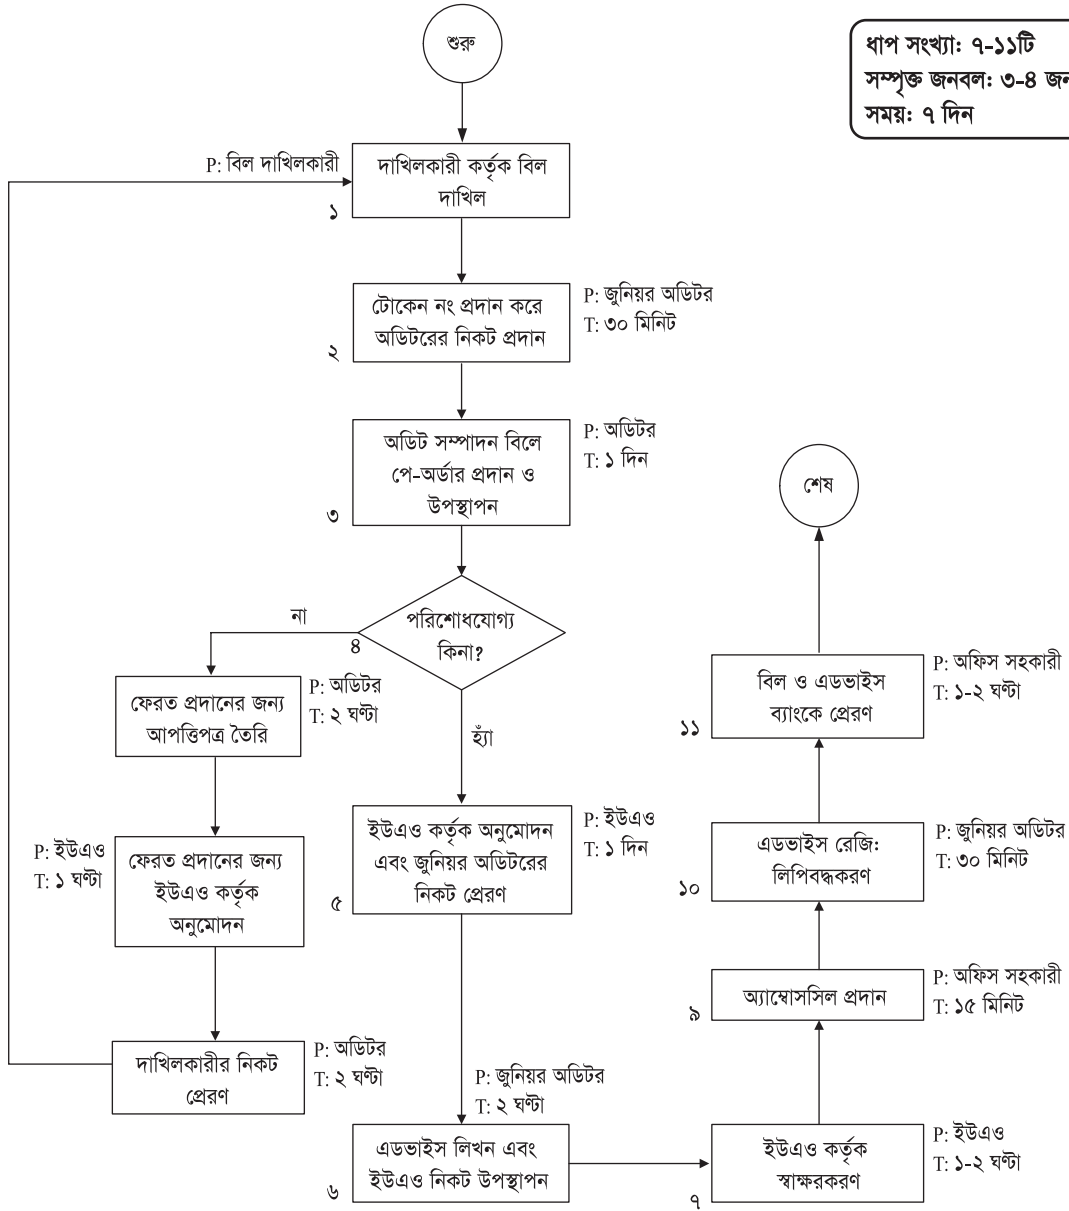 শুরু
ধাপ সংখ্যা: ৭-১১টি
সম্পৃক্ত জনবল: ৩-৪ জন
সময়: ৭ দিন
P: বিল দাখিলকারী
দাখিলকারী কর্তৃক বিল
দাখিল
১
টোকেন নং প্রদান করে
অডিটরের নিকট প্রদান
২
P: জুনিয়র অডিটর
T: ৩০ মিনিট
অডিট সম্পাদন বিলে
পে-অর্ডার প্রদান ও
উপস্থাপন
৩
P: অডিটর
T: ১ দিন
পরিশোধযোগ্য
কিনা?
৪
না
হ্যাঁ
ফেরত প্রদানের জন্য
আপত্তিপত্র তৈরি
P: অডিটর
T: ২ ঘণ্টা
P: ইউএও
T: ১ ঘণ্টা
ফেরত প্রদানের জন্য
ইউএও কর্তৃক
অনুমোদন
দাখিলকারীর নিকট
প্রেরণ
P: অডিটর
T: ২ ঘণ্টা
ইউএও কর্তৃক অনুমোদন
এবং জুনিয়র অডিটরের
নিকট প্রেরণ
৫
P: ইউএও
T: ১ দিন
P: জুনিয়র অডিটর
T: ২ ঘণ্টা
এডভাইস লিখন এবং
ইউএও নিকট উপস্থাপন
৬
ইউএও কর্তৃক
স্বাক্ষরকরণ
৭
P: ইউএও
T: ১-২ ঘণ্টা
অ্যাম্বোসসিল প্রদান
৯
P: অফিস সহকারী
T: ১৫ মিনিট
এডভাইস রেজি:
লিপিবদ্ধকরণ
১০
P: জুনিয়র অডিটর
T: ৩০ মিনিট
বিল ও এডভাইস
ব্যাংকে প্রেরণ
১১
P: অফিস সহকারী
T: ১-২ ঘণ্টা
শেষ